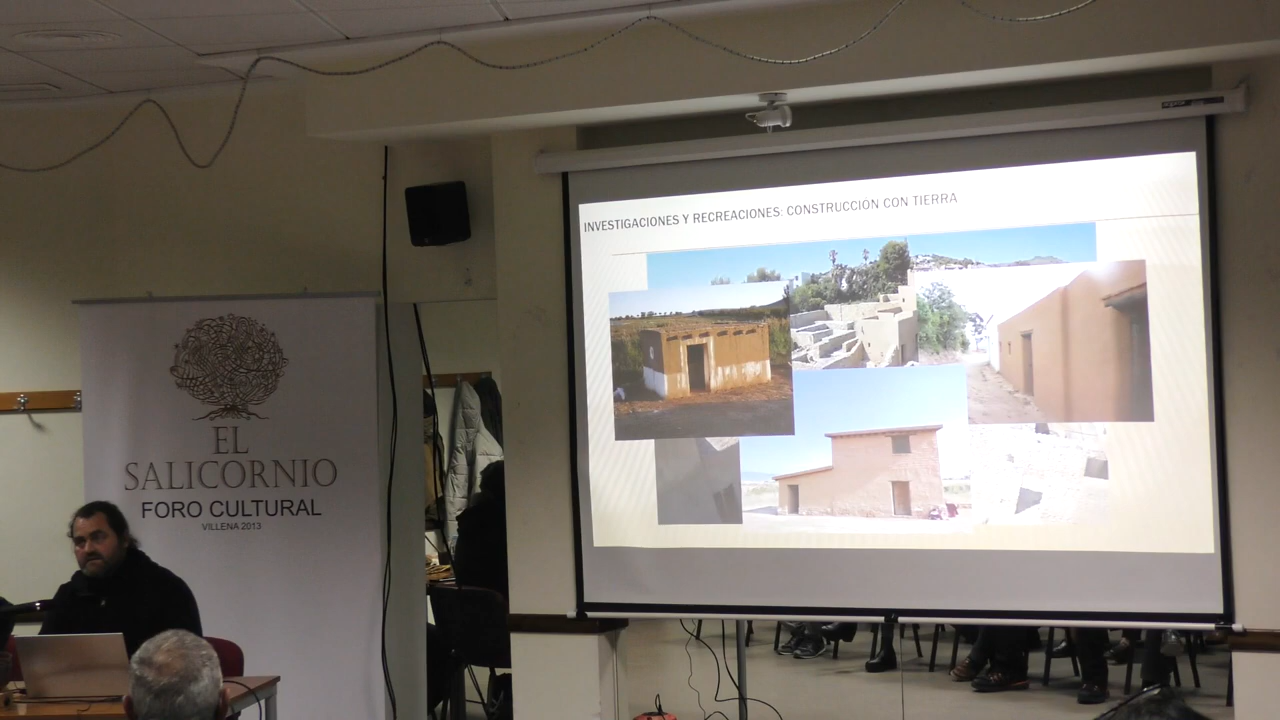 INVESTIGACIONES Y RECREACIONES: CONSTRUCCION CON TIERRA
EL
SALICORNIO
FORO CULTURAL
VILLENA 2013